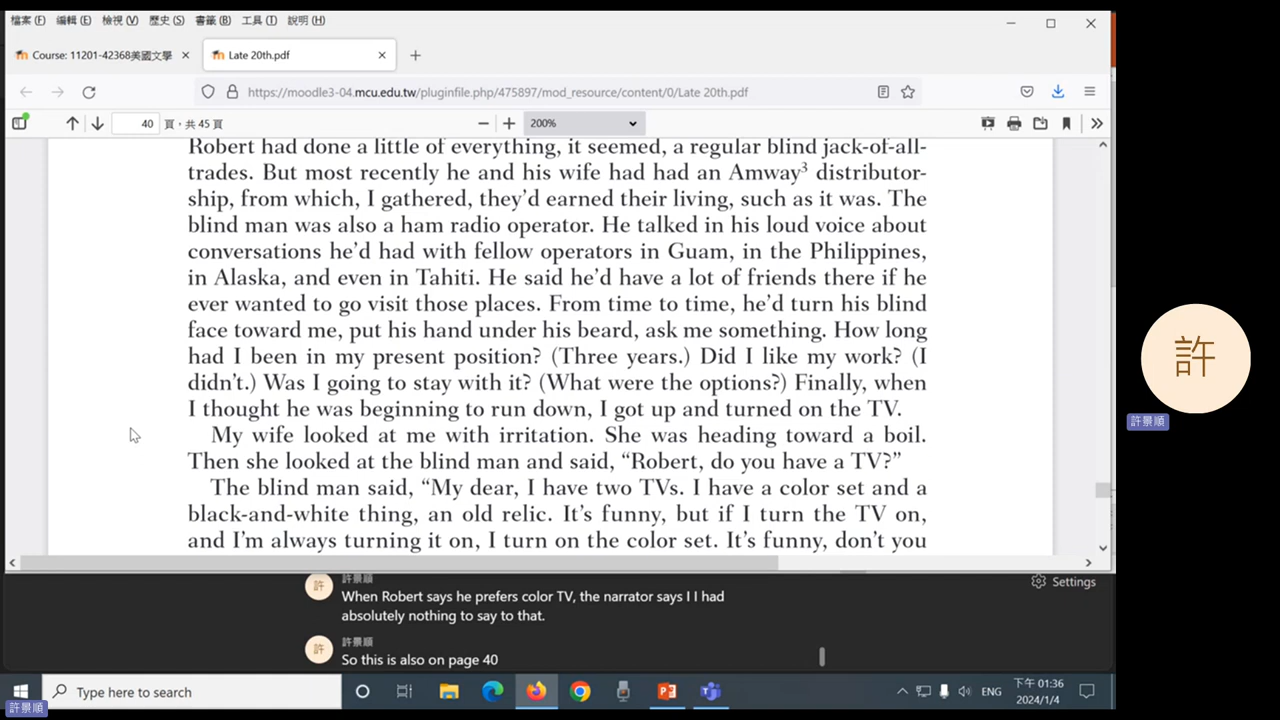 檔案 (F) 編輯 (E) 檢視 (V) 歷史 (S) 書籤 (B) 工具 (T) 說明 (H)
Course: 11201-42368美國文學
Late 20th.pdf
https://moodle3-04.mcu.edu.tw/pluginfile.php/475897/mod_resource/content/0/Late 20th.pdf
40 頁，共 45 頁
200%
Robert had done a little of everything, it seemed, a regular blind jack-of-all-
trades. But most recently he and his wife had had an Amway³ distributor-
ship, from which, I gathered, they’d earned their living, such as it was. The
blind man was also a ham radio operator. He talked in his loud voice about
conversations he’d had with fellow operators in Guam, in the Philippines,
in Alaska, and even in Tahiti. He said he’d have a lot of friends there if he
ever wanted to go visit those places. From time to time, he’d turn his blind
face toward me, put his hand under his beard, ask me something. How long
had I been in my present position? (Three years.) Did I like my work? (I
didn’t.) Was I going to stay with it? (What were the options?) Finally, when
I thought he was beginning to run down, I got up and turned on the TV.
My wife looked at me with irritation. She was heading toward a boil.
Then she looked at the blind man and said, “Robert, do you have a TV?”
The blind man said, “My dear, I have two TVs. I have a color set and a
black-and-white thing, an old relic. It’s funny, but if I turn the TV on,
and I’m always turning it on, I turn on the color set. It’s funny, don’t you
許
許景順
許
許景順
When Robert says he prefers color TV, the narrator says I I had
absolutely nothing to say to that.
Settings
許
許景順
So this is also on page 40
Type here to search
ENG
下午 01:36
2024/1/4
許景順